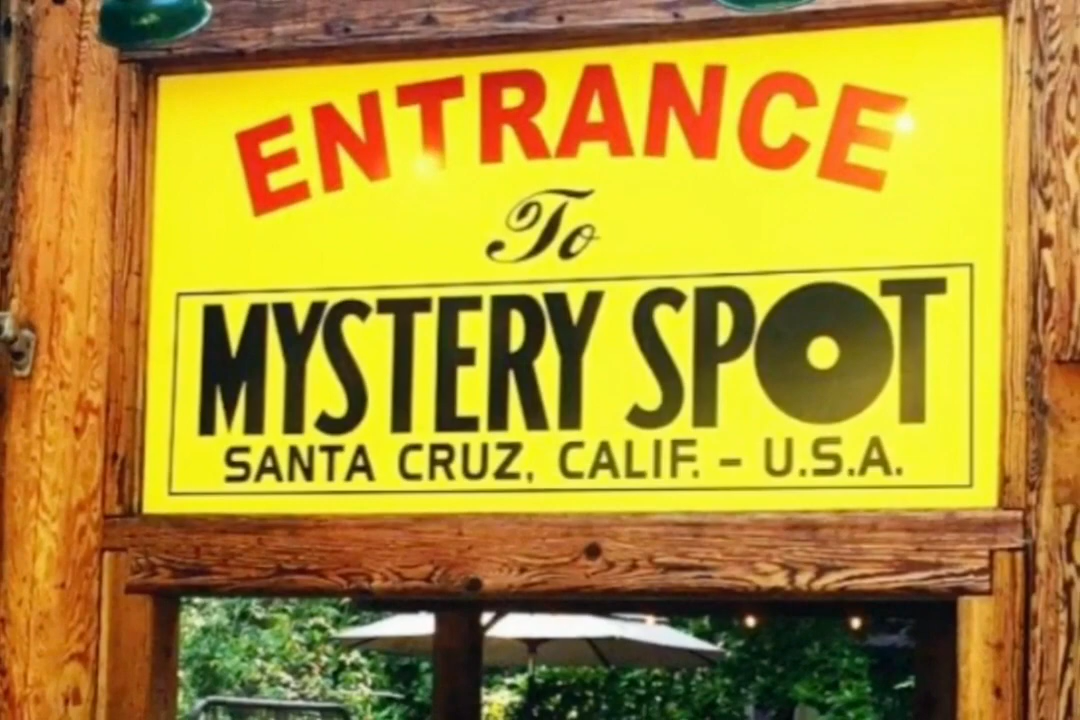 ENTRANCE
To
MYSTERY SPOT
SANTA CRUZ, CALIF. - U.S.A.